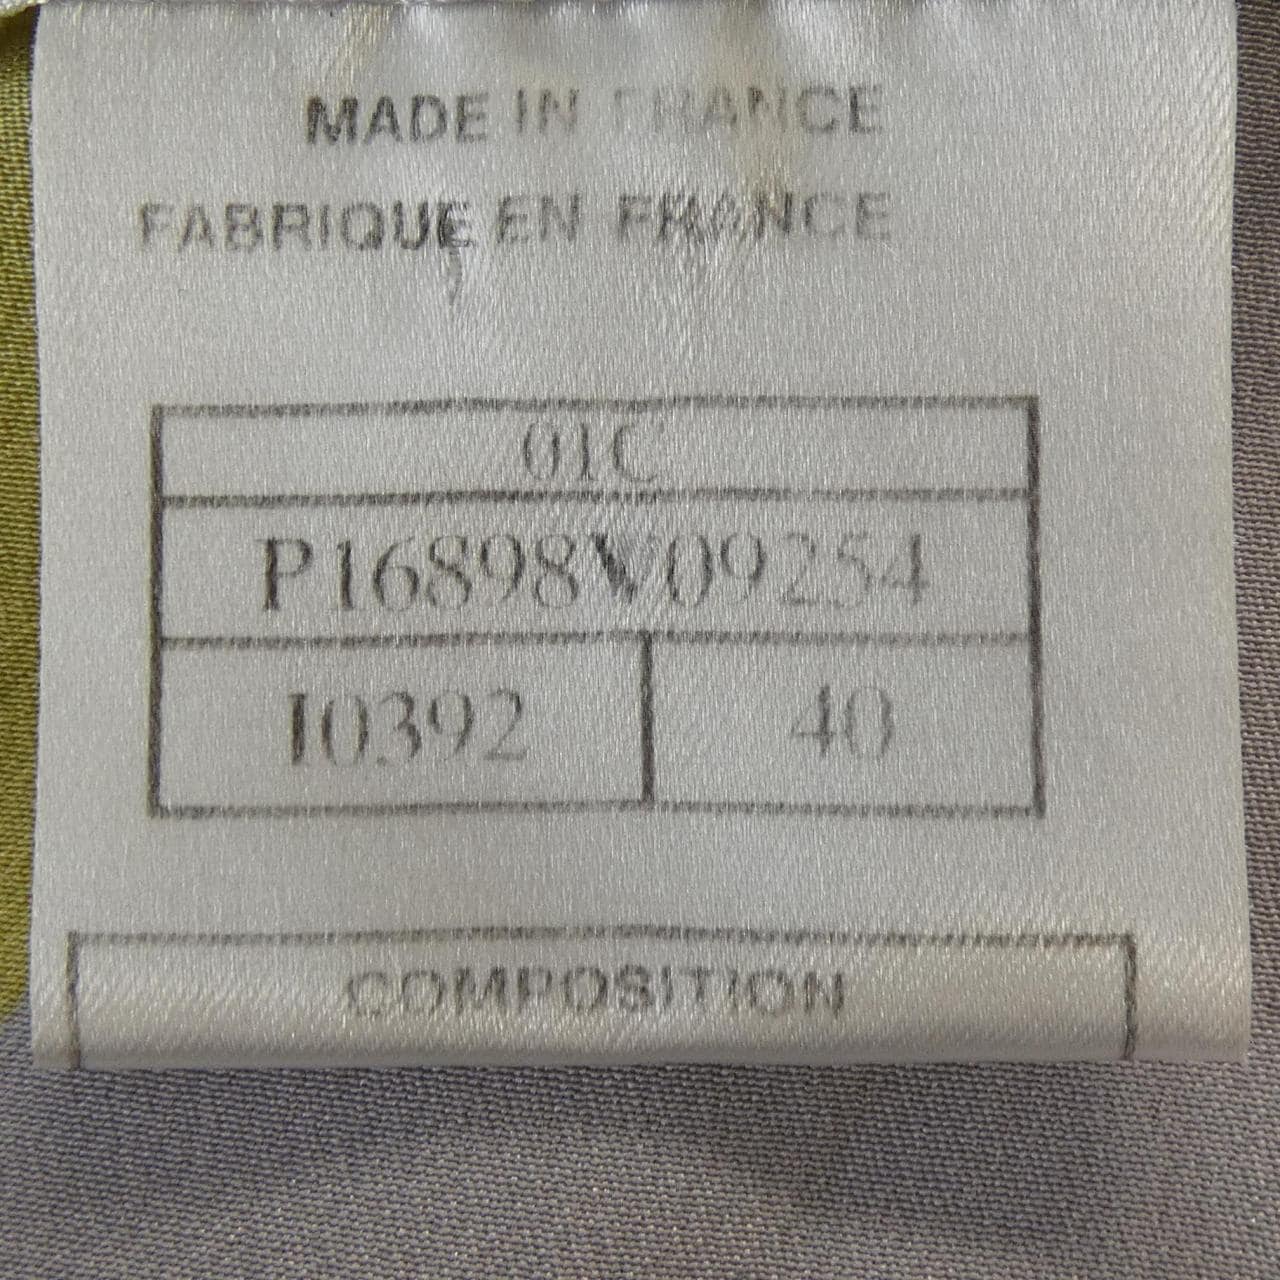 MADE IN FRANCE
FABRIQUE EN FRANCE
01C
P16898V09254
I0392 40
COMPOSITION